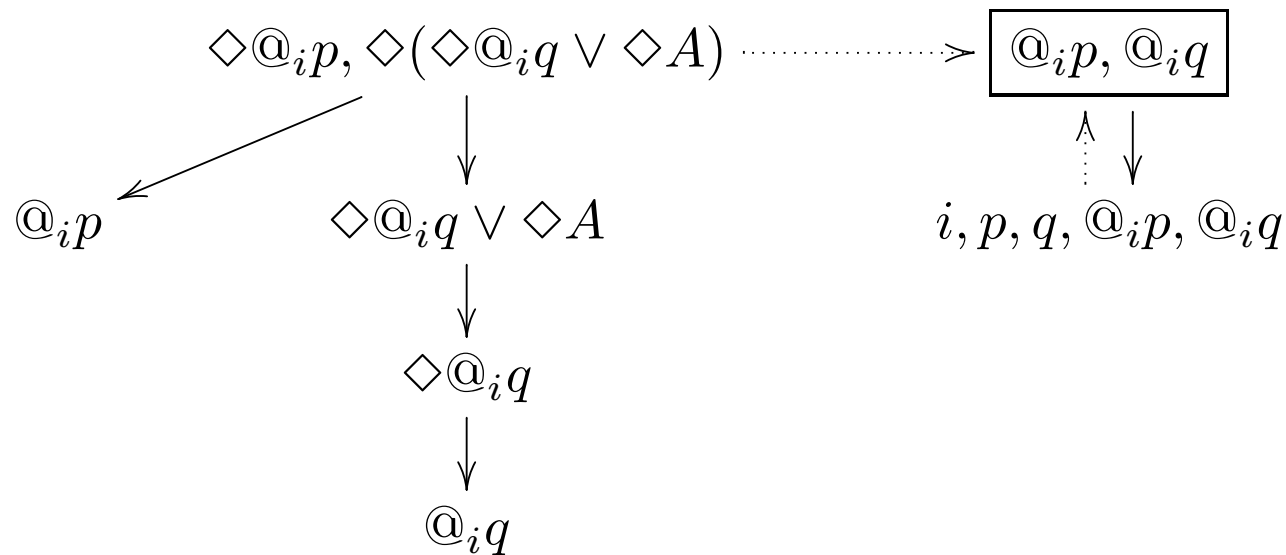 ◇@ᵢp, ◇(◇@ᵢq ∨ ◇A)
@ᵢp, @ᵢq
@ᵢp
◇@ᵢq ∨ ◇A
i, p, q, @ᵢp, @ᵢq
◇@ᵢq
@ᵢq